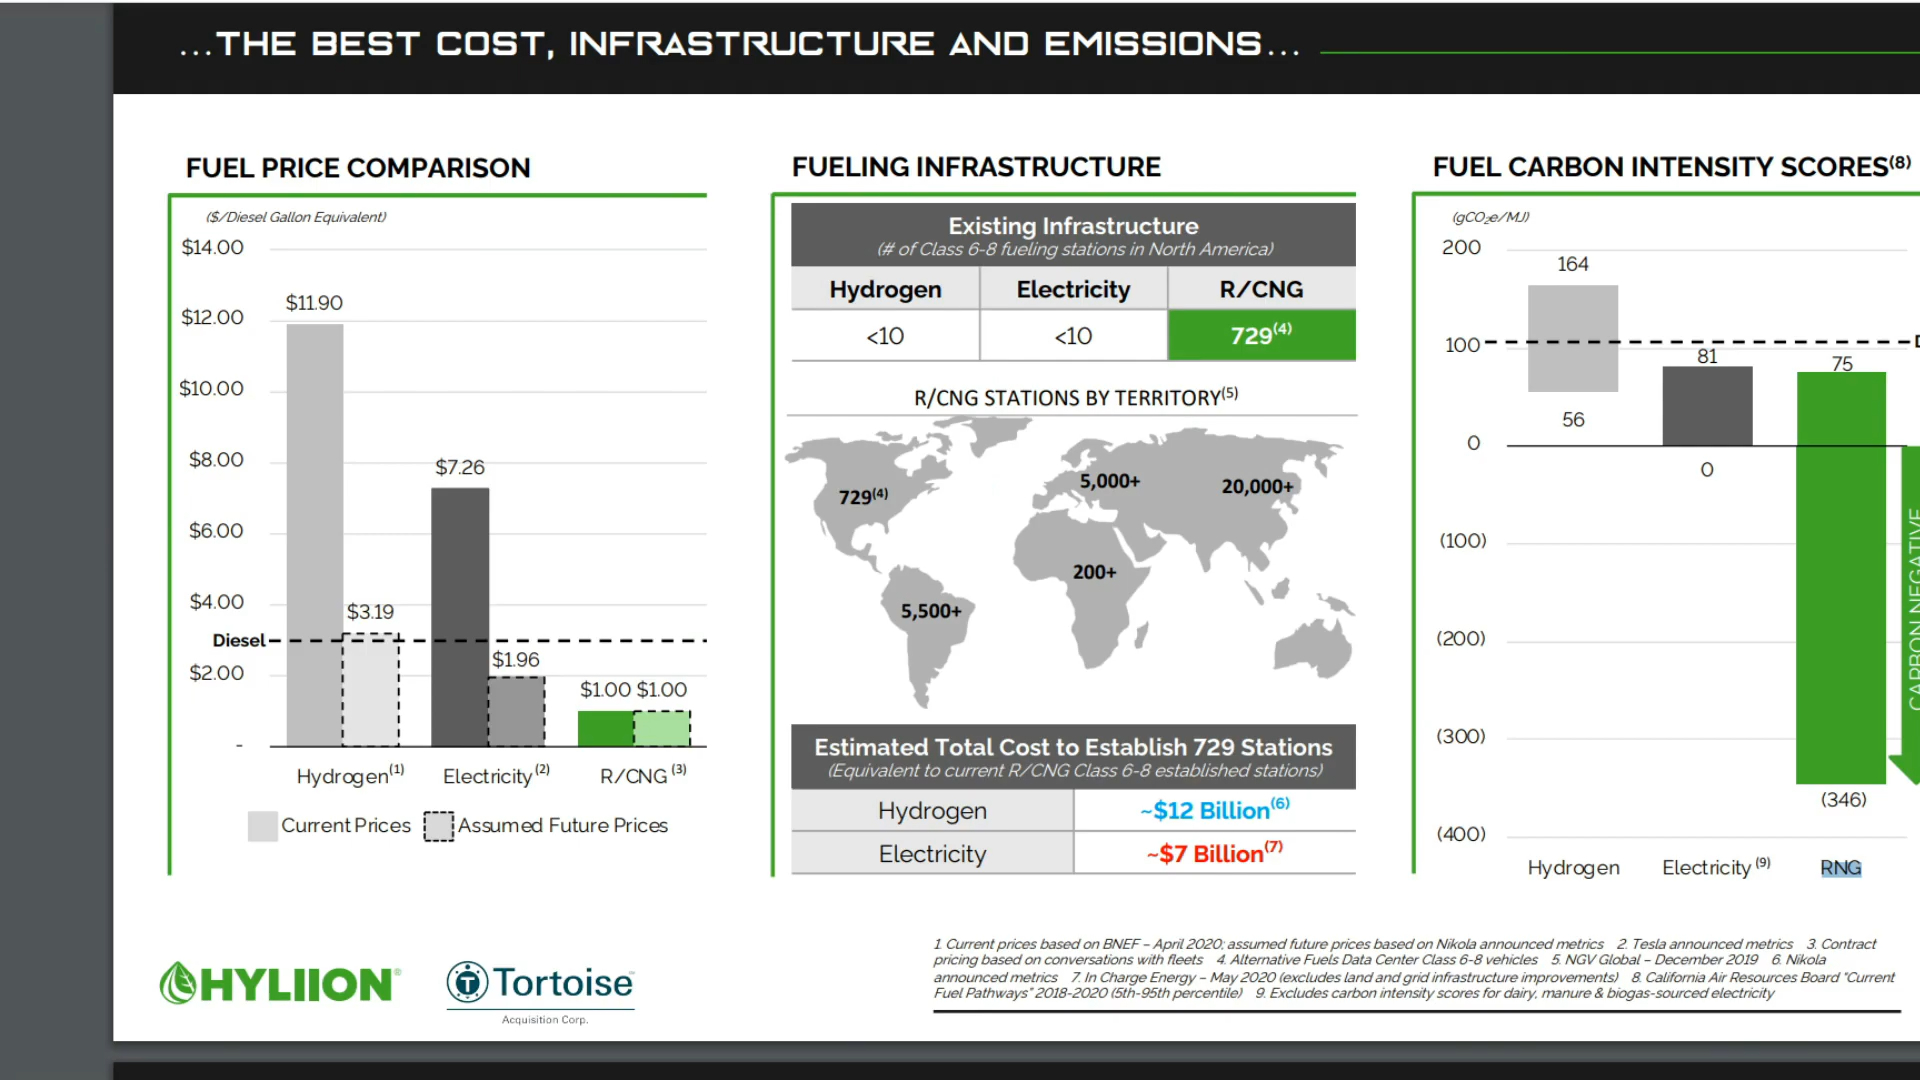 ...THE BEST COST, INFRASTRUCTURE AND EMISSIONS...
FUEL PRICE COMPARISON
($/Diesel Gallon Equivalent)
$14.00
$12.00
$10.00
$8.00
$6.00
$4.00
Diesel
$2.00
-
$11.90
$3.19
$7.26
$1.96
$1.00 $1.00
Hydrogen(1)
Electricity(2)
R/CNG (3)
Current Prices
Assumed Future Prices
FUELING INFRASTRUCTURE
Existing Infrastructure
(# of Class 6-8 fueling stations in North America)
Hydrogen Electricity R/CNG
<10 <10 729(4)
R/CNG STATIONS BY TERRITORY(5)
729(4)
5,000+
20,000+
200+
5,500+
Estimated Total Cost to Establish 729 Stations
(Equivalent to current R/CNG Class 6-8 established stations)
Hydrogen ~$12 Billion(6)
Electricity ~$7 Billion(7)
FUEL CARBON INTENSITY SCORES(8)
(gCO2e/MJ)
200
100
0
(100)
(200)
(300)
(400)
164
56
81
0
75
(346)
CARBON NEGATIVE
Hydrogen
Electricity (9)
RNG
HYLIION®
Tortoise
Acquisition Corp.
1. Current prices based on BNEF – April 2020; assumed future prices based on Nikola announced metrics 2. Tesla announced metrics 3. Contract
pricing based on conversations with fleets 4. Alternative Fuels Data Center Class 6-8 vehicles 5. NGV Global – December 2019 6. Nikola
announced metrics 7. In Charge Energy – May 2020 (excludes land and grid infrastructure improvements) 8. California Air Resources Board "Current
Fuel Pathways" 2018-2020 (5th-95th percentile) 9. Excludes carbon intensity scores for dairy, manure & biogas-sourced electricity